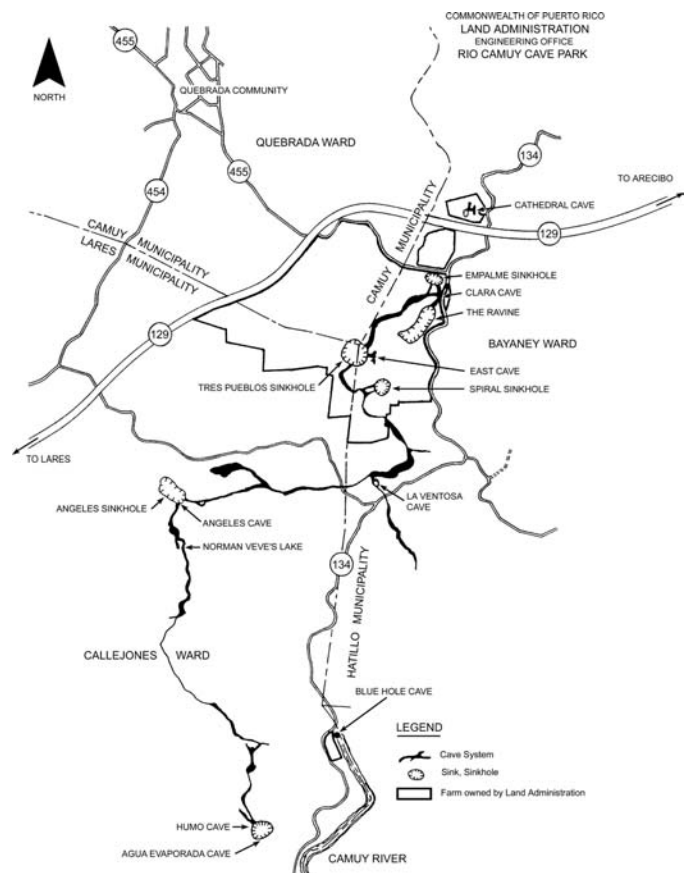 COMMONWEALTH OF PUERTO RICO
LAND ADMINISTRATION
ENGINEERING OFFICE
RIO CAMUY CAVE PARK
455
NORTH
QUEBRADA COMMUNITY
QUEBRADA WARD
134
455
454
TO ARECIBO
CATHEDRAL CAVE
129
CAMUY MUNICIPALITY
LARES MUNICIPALITY
CAMUY MUNICIPALITY
EMPALME SINKHOLE
CLARA CAVE
THE RAVINE
129
BAYANEY WARD
EAST CAVE
TRES PUEBLOS SINKHOLE
SPIRAL SINKHOLE
TO LARES
LA VENTOSA
CAVE
ANGELES SINKHOLE
ANGELES CAVE
NORMAN VEVE'S LAKE
134
HATILLO MUNICIPALITY
CALLEJONES WARD
BLUE HOLE CAVE
LEGEND
Cave System
Sink, Sinkhole
Farm owned by Land Administration
HUMO CAVE
AGUA EVAPORADA CAVE
CAMUY RIVER